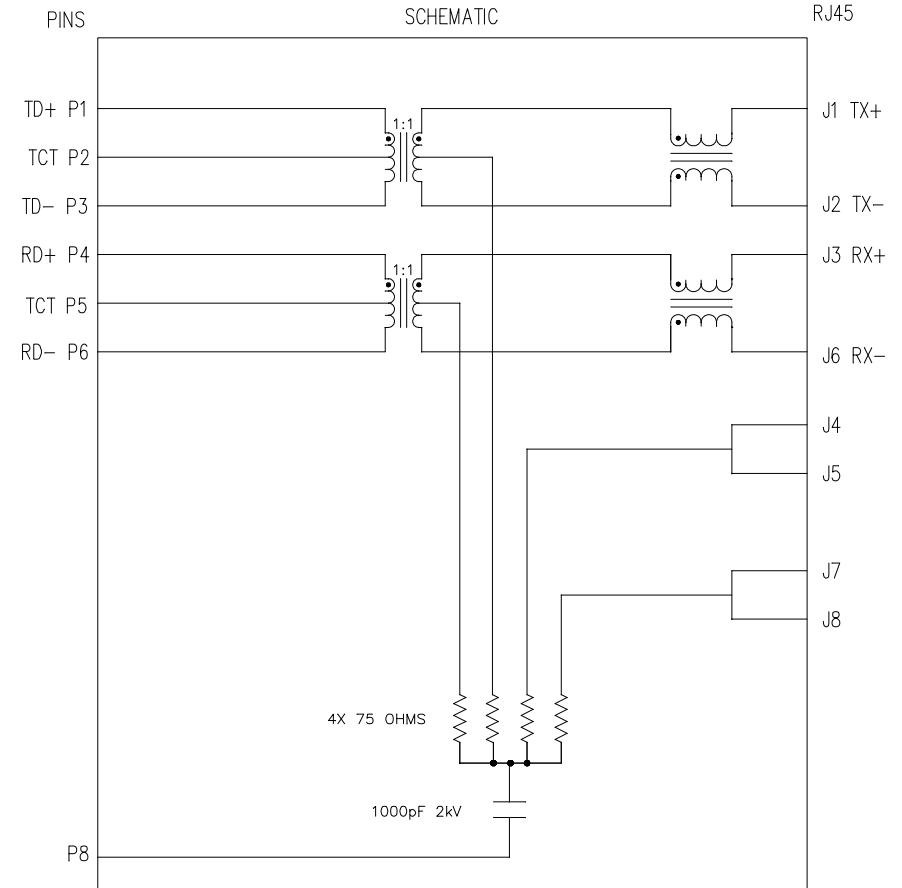 PINS
SCHEMATIC
RJ45
TD+ P1
1:1
J1 TX+
TCT P2
TD- P3
J2 TX-
RD+ P4
J3 RX+
1:1
TCT P5
RD- P6
J6 RX-
J4
J5
J7
J8
4X 75 OHMS
1000pF 2kV
P8